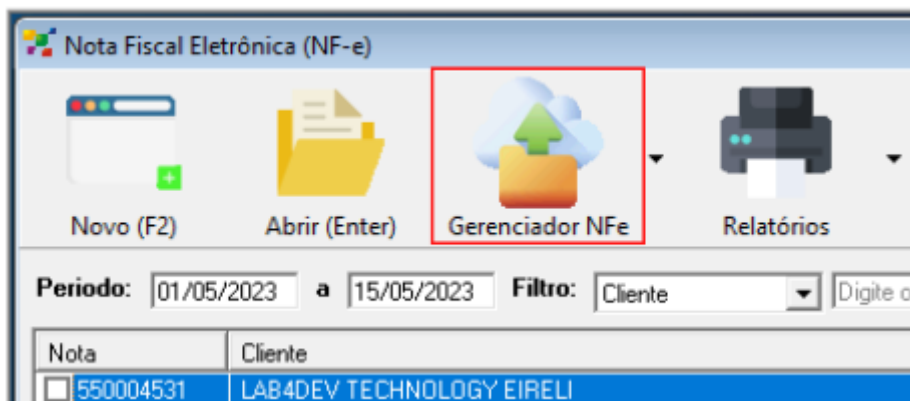 Nota Fiscal Eletrônica (NF-e)
Novo (F2) Abrir (Enter) Gerenciador NFe Relatórios
Periodo: 01/05/2023 a 15/05/2023 Filtro: Cliente Digite
Nota Cliente
550004531 LAB4DEV TECHNOLOGY EIRELI